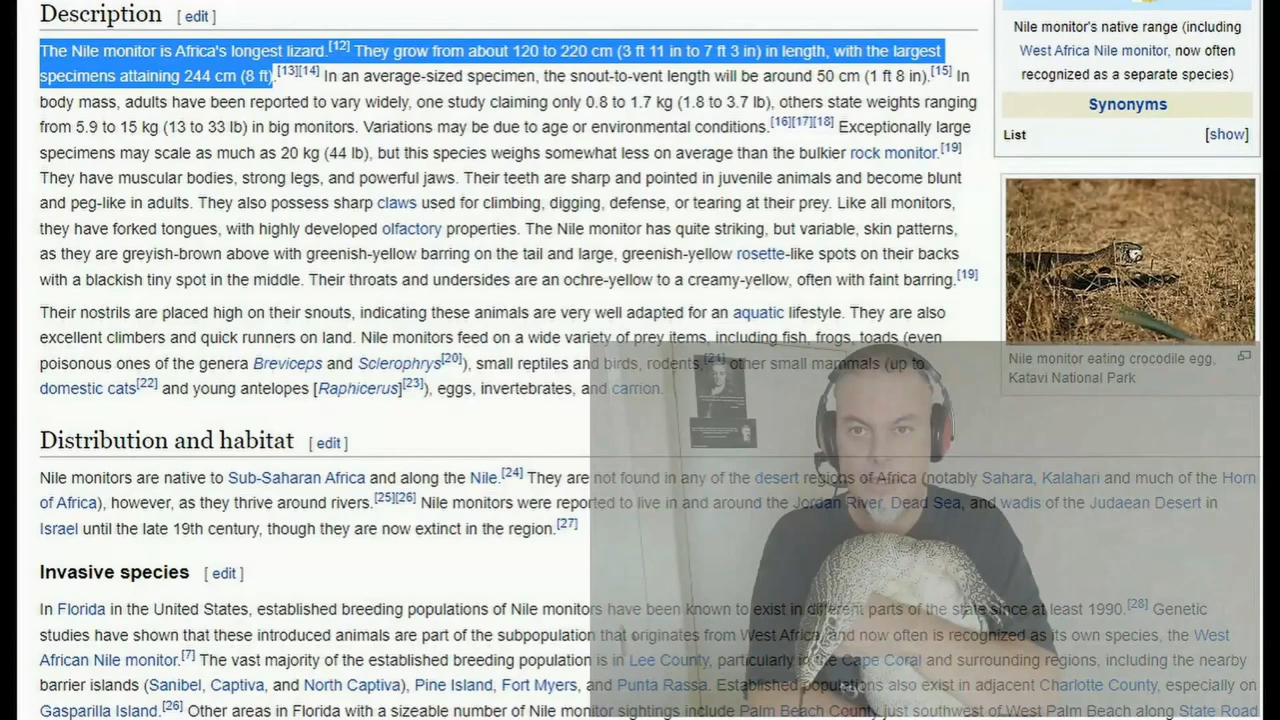 Description [ edit ]
The Nile monitor is Africa's longest lizard.[12] They grow from about 120 to 220 cm (3 ft 11 in to 7 ft 3 in) in length, with the largest
specimens attaining 244 cm (8 ft).[13][14] In an average-sized specimen, the snout-to-vent length will be around 50 cm (1 ft 8 in).[15] In
body mass, adults have been reported to vary widely, one study claiming only 0.8 to 1.7 kg (1.8 to 3.7 lb), others state weights ranging
from 5.9 to 15 kg (13 to 33 lb) in big monitors. Variations may be due to age or environmental conditions.[16][17][18] Exceptionally large
specimens may scale as much as 20 kg (44 lb), but this species weighs somewhat less on average than the bulkier rock monitor.[19]
They have muscular bodies, strong legs, and powerful jaws. Their teeth are sharp and pointed in juvenile animals and become blunt
and peg-like in adults. They also possess sharp claws used for climbing, digging, defense, or tearing at their prey. Like all monitors,
they have forked tongues, with highly developed olfactory properties. The Nile monitor has quite striking, but variable, skin patterns,
as they are greyish-brown above with greenish-yellow barring on the tail and large, greenish-yellow rosette-like spots on their backs
with a blackish tiny spot in the middle. Their throats and undersides are an ochre-yellow to a creamy-yellow, often with faint barring.[19]
Their nostrils are placed high on their snouts, indicating these animals are very well adapted for an aquatic lifestyle. They are also
excellent climbers and quick runners on land. Nile monitors feed on a wide variety of prey items, including fish, frogs, toads (even
poisonous ones of the genera Breviceps and Sclerophrys[20]), small reptiles and birds, rodents,[21] other small mammals (up to
domestic cats[22] and young antelopes [Raphicerus][23]), eggs, invertebrates, and carrion.
Distribution and habitat [ edit ]
Nile monitors are native to Sub-Saharan Africa and along the Nile.[24] They are not found in any of the desert regions of Africa (notably Sahara, Kalahari and much of the Horn
of Africa), however, as they thrive around rivers.[25][26] Nile monitors were reported to live in and around the Jordan River, Dead Sea, and wadis of the Judaean Desert in
Israel until the late 19th century, though they are now extinct in the region.[27]
Invasive species [ edit ]
In Florida in the United States, established breeding populations of Nile monitors have been known to exist in different parts of the state since at least 1990.[28] Genetic
studies have shown that these introduced animals are part of the subpopulation that originates from West Africa, and now often is recognized as its own species, the West
African Nile monitor.[7] The vast majority of the established breeding population is in Lee County, particularly in the Cape Coral and surrounding regions, including the nearby
barrier islands (Sanibel, Captiva, and North Captiva), Pine Island, Fort Myers, and Punta Rassa. Established populations also exist in adjacent Charlotte County, especially on
Gasparilla Island.[26] Other areas in Florida with a sizeable number of Nile monitor sightings include Palm Beach County just southwest of West Palm Beach along State Road
Nile monitor's native range (including
West Africa Nile monitor, now often
recognized as a separate species)
Synonyms
List [show]
Nile monitor eating crocodile egg,
Katavi National Park